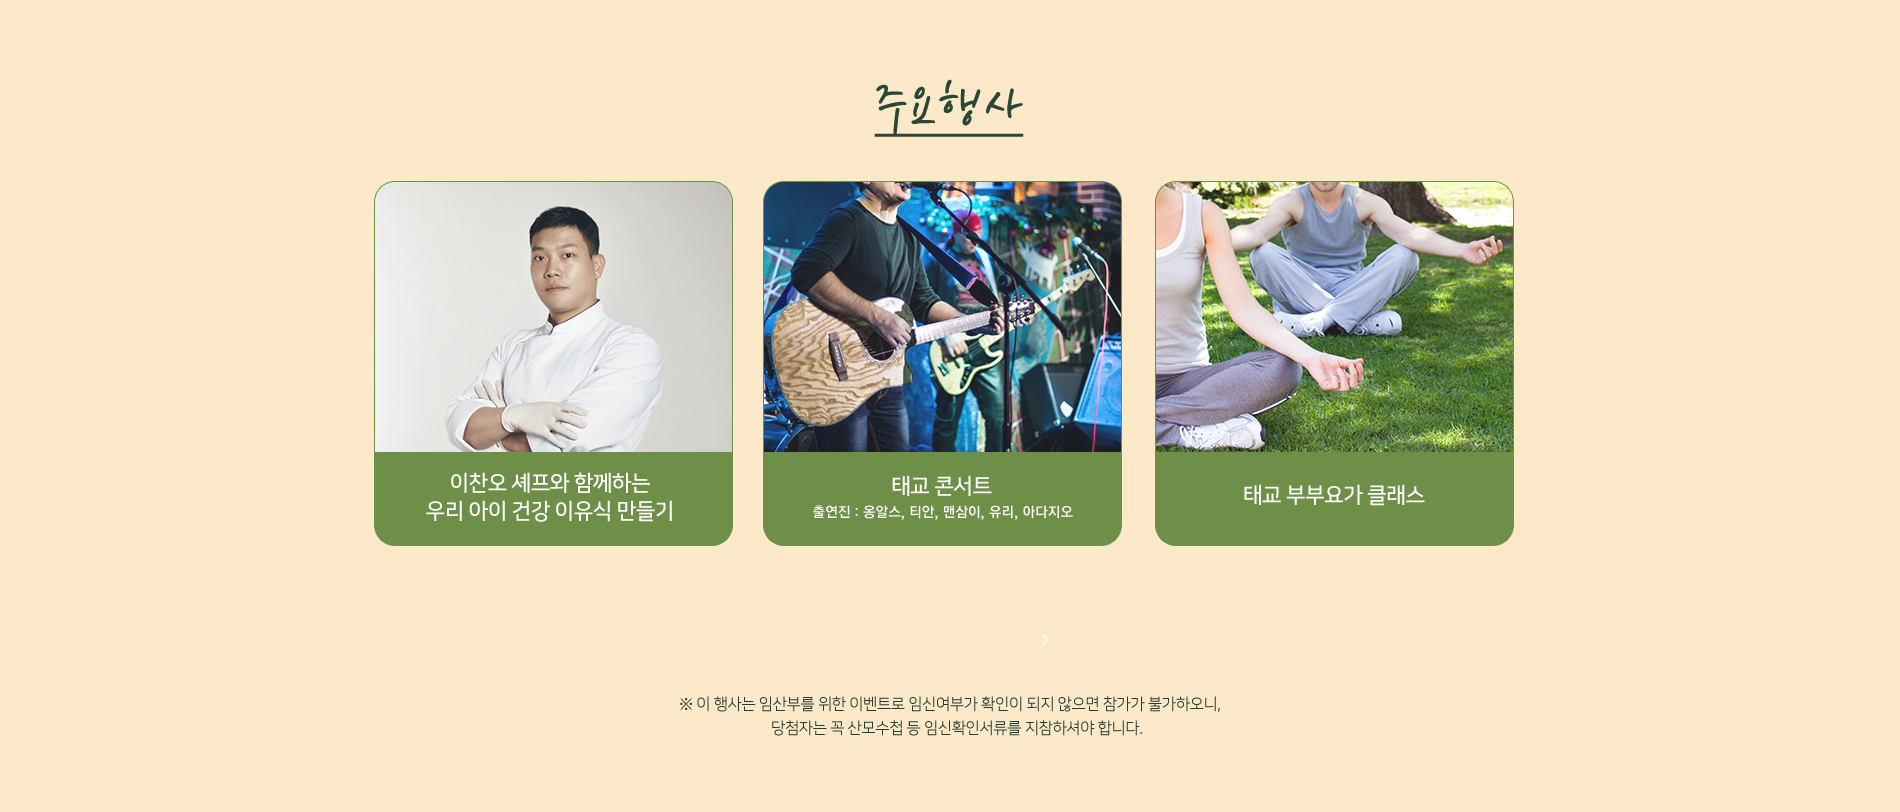 주요행사
이찬오 셰프와 함께하는
우리 아이 건강 이유식 만들기
태교 콘서트
출연진 : 옹알스, 티안, 맨삼이, 유리, 아다지오
태교 부부요가 클래스
※ 이 행사는 임산부를 위한 이벤트로 임신여부가 확인이 되지 않으면 참가가 불가하오니,
당첨자는 꼭 산모수첩 등 임신확인서류를 지참하셔야 합니다.